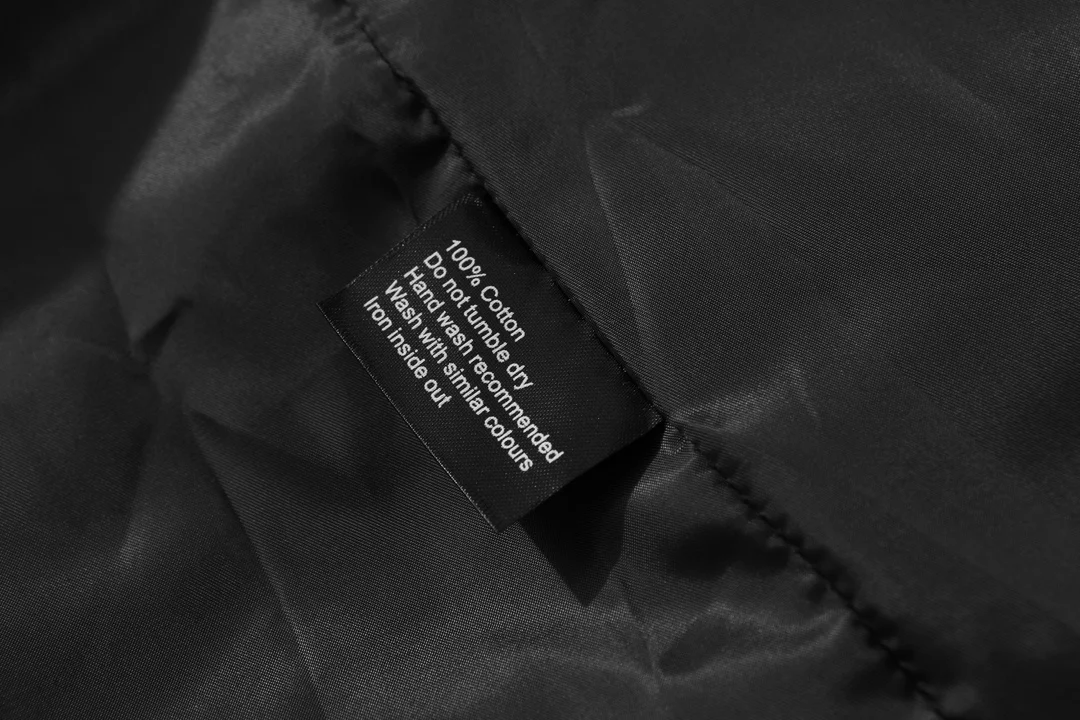 100% Cotton
Do not tumble dry
Hand wash recommended
Wash with similar colours
Iron inside out